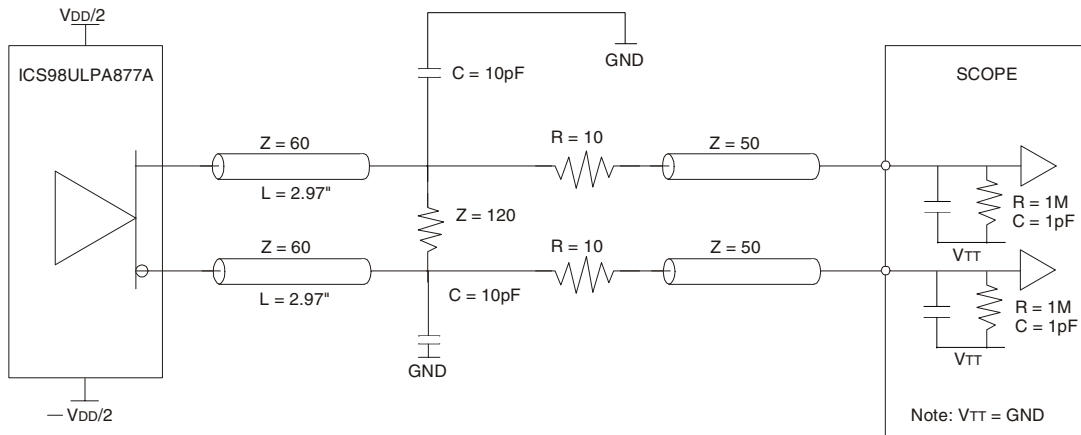 VDD/2
ICS98ULPA877A
GND
SCOPE
C = 10pF
Z = 60
R = 10
Z = 50
L = 2.97"
Z = 120
R = 1M
C = 1pF
VTT
Z = 60
R = 10
Z = 50
L = 2.97"
C = 10pF
R = 1M
C = 1pF
VTT
GND
— VDD/2
Note: VTT = GND